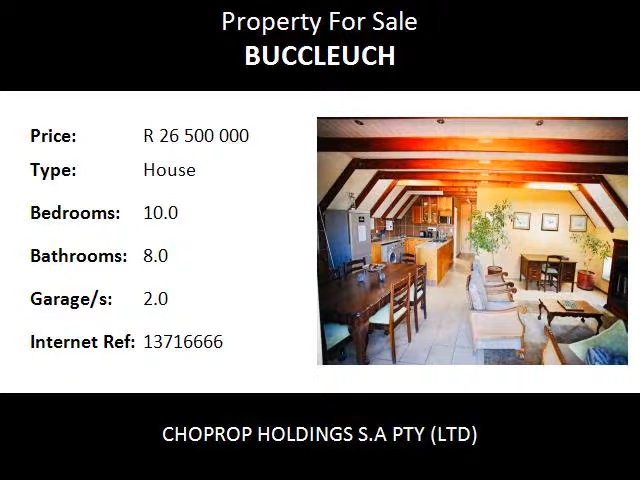 Property For Sale
BUCCLEUCH
Price: R 26 500 000
Type: House
Bedrooms: 10.0
Bathrooms: 8.0
Garage/s: 2.0
Internet Ref: 13716666
CHOPROP HOLDINGS S.A PTY (LTD)